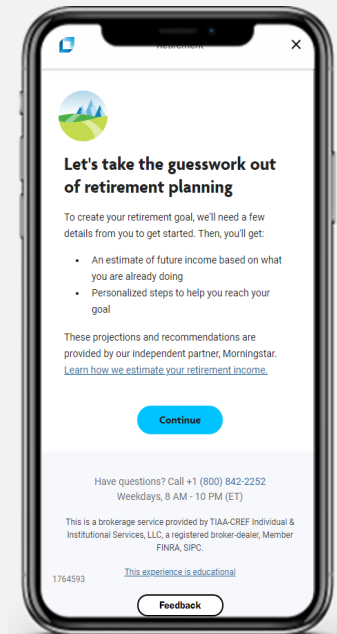 Retirement
Let's take the guesswork out
of retirement planning
To create your retirement goal, we'll need a few
details from you to get started. Then, you'll get:
• An estimate of future income based on what
you are already doing
• Personalized steps to help you reach your
goal
These projections and recommendations are
provided by our independent partner, Morningstar.
Learn how we estimate your retirement income.
Continue
Have questions? Call +1 (800) 842-2252
Weekdays, 8 AM - 10 PM (ET)
This is a brokerage service provided by TIAA-CREF Individual &
Institutional Services, LLC, a registered broker-dealer, Member
FINRA, SIPC.
This experience is educational
1764593
Feedback